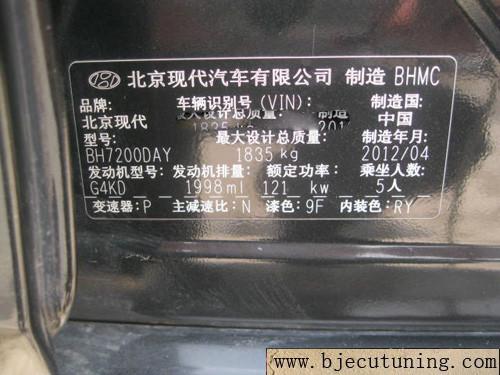 北京现代汽车有限公司 制造 BHMC
品牌: 车辆识别号(VIN): 制造国:
北京现代 中国
型号: 最大设计总质量: 制造年月:
BH7200DAY 1835 kg 2012/04
发动机型号: 发动机排量: 额定功率: 乘坐人数:
G4KD 1998 ml 121 kw 5人
变速器: P 主减速比: N 漆色: 9F 内装色: RY
www.bjecutuning.com